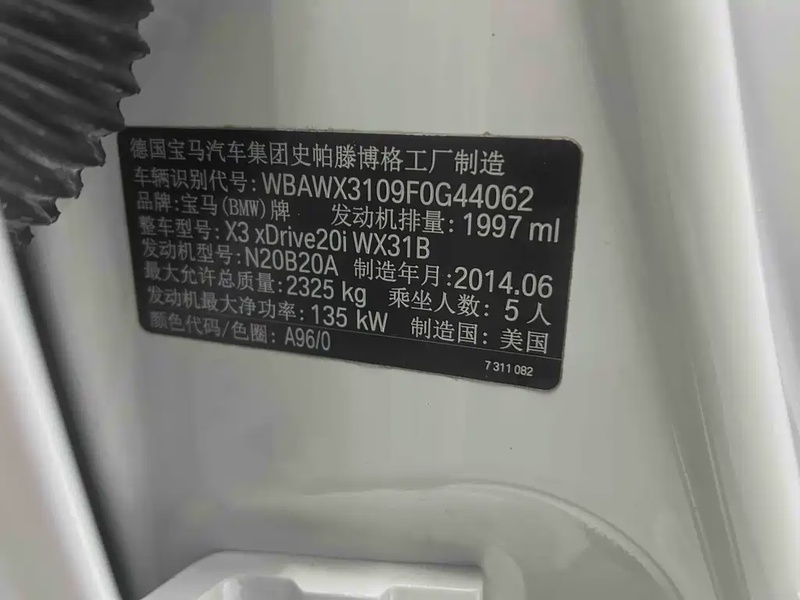 德国宝马汽车集团史帕滕博格工厂制造
车辆识别代号: WBAWX3109F0G44062
品牌: 宝马(BMW)牌 发动机排量: 1997 ml
整车型号: X3 xDrive20i WX31B
发动机型号: N20B20A 制造年月: 2014.06
最大允许总质量: 2325 kg 乘坐人数: 5 人
发动机最大净功率: 135 kW 制造国: 美国
颜色代码/色圈: A96/0
7 311 082